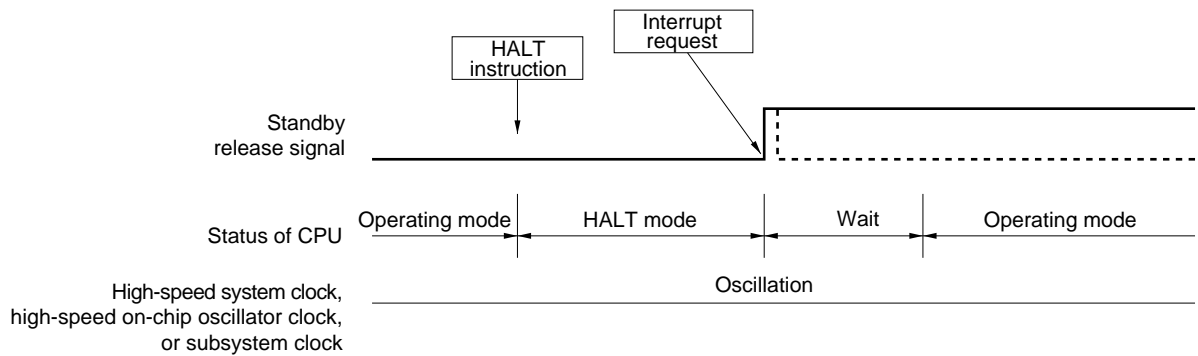 Interrupt
request
HALT
instruction
Standby
release signal
Status of CPU
Operating mode
HALT mode
Wait
Operating mode
High-speed system clock,
high-speed on-chip oscillator clock,
or subsystem clock
Oscillation